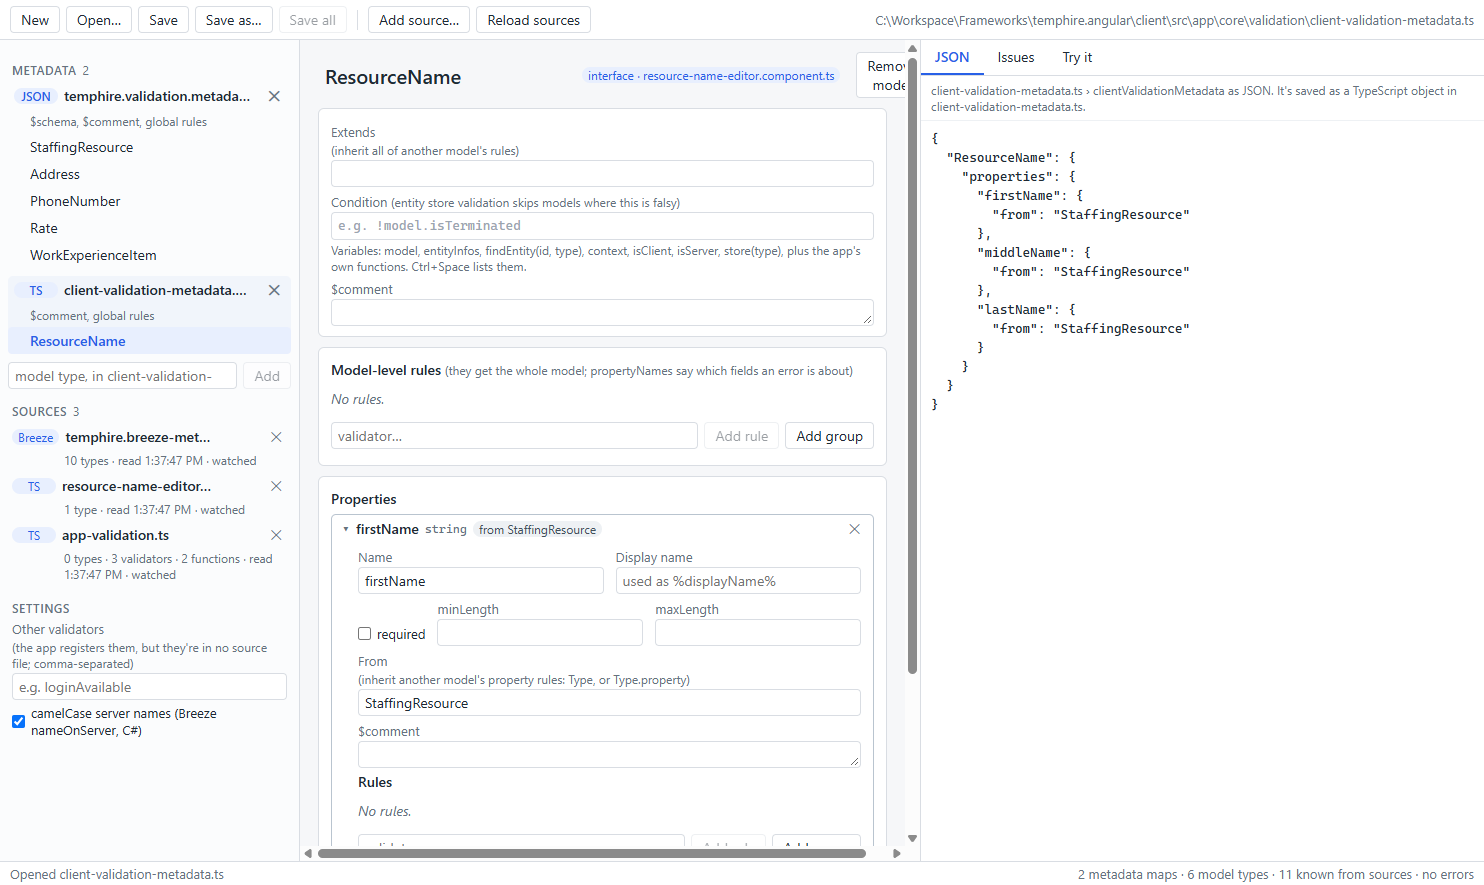 New Open... Save Save as... Save all Add source... Reload sources C:\Workspace\Frameworks\temphire.angular\client\src\app\core\validation\client-validation-metadata.ts
METADATA 2
JSON temphire.validation.metada...
$schema, $comment, global rules
StaffingResource
Address
PhoneNumber
Rate
WorkExperienceItem
TS client-validation-metadata....
$comment, global rules
ResourceName
model type, in client-validation- Add
SOURCES 3
Breeze temphire.breeze-met...
10 types · read 1:37:47 PM · watched
TS resource-name-editor...
1 type · read 1:37:47 PM · watched
TS app-validation.ts
0 types · 3 validators · 2 functions · read
1:37:47 PM · watched
SETTINGS
Other validators
(the app registers them, but they're in no source
file; comma-separated)
e.g. loginAvailable
camelCase server names (Breeze
nameOnServer, C#)
ResourceName interface · resource-name-editor.component.ts
Remov
mode
Extends
(inherit all of another model's rules)
Condition (entity store validation skips models where this is falsy)
e.g. !model.isTerminated
Variables: model, entityInfos, findEntity(id, type), context, isClient, isServer, store(type), plus the app's
own functions. Ctrl+Space lists them.
$comment
Model-level rules (they get the whole model; propertyNames say which fields an error is about)
No rules.
validator... Add rule Add group
Properties
firstName string from StaffingResource
Name Display name
firstName used as %displayName%
minLength maxLength
required
From
(inherit another model's property rules: Type, or Type.property)
StaffingResource
$comment
Rules
No rules.
JSON Issues Try it
client-validation-metadata.ts › clientValidationMetadata as JSON. It's saved as a TypeScript object in
client-validation-metadata.ts.
{
"ResourceName": {
"properties": {
"firstName": {
"from": "StaffingResource"
},
"middleName": {
"from": "StaffingResource"
},
"lastName": {
"from": "StaffingResource"
}
}
}
}
Opened client-validation-metadata.ts 2 metadata maps · 6 model types · 11 known from sources · no errors